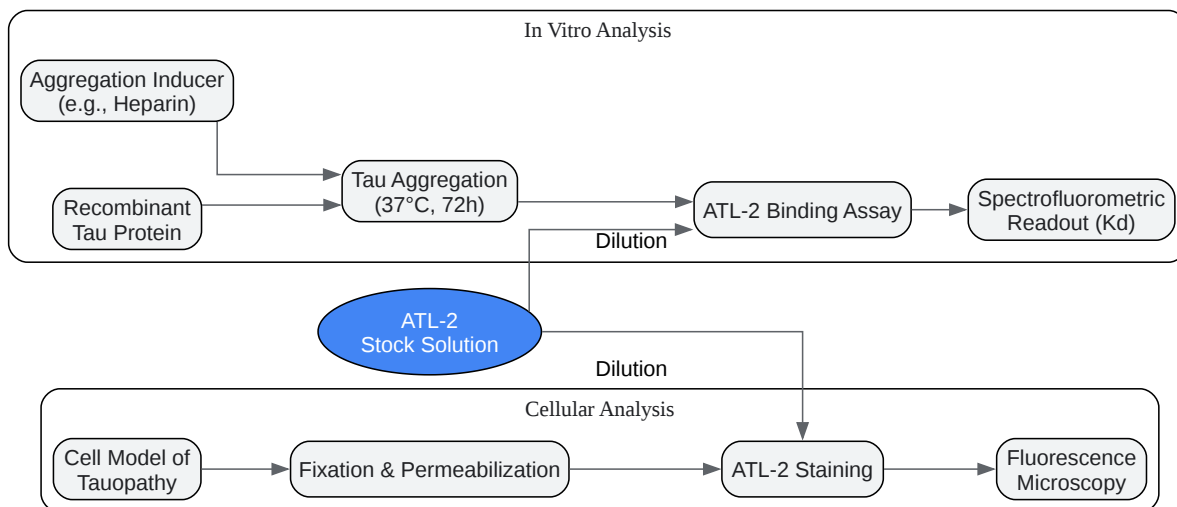 In Vitro Analysis
Aggregation Inducer
(e.g., Heparin)
Recombinant
Tau Protein
Tau Aggregation
(37°C, 72h)
ATL-2 Binding Assay
Spectrofluorometric
Readout (Kd)
Dilution
ATL-2
Stock Solution
Dilution
Cellular Analysis
Cell Model of
Tauopathy
Fixation & Permeabilization
ATL-2 Staining
Fluorescence
Microscopy